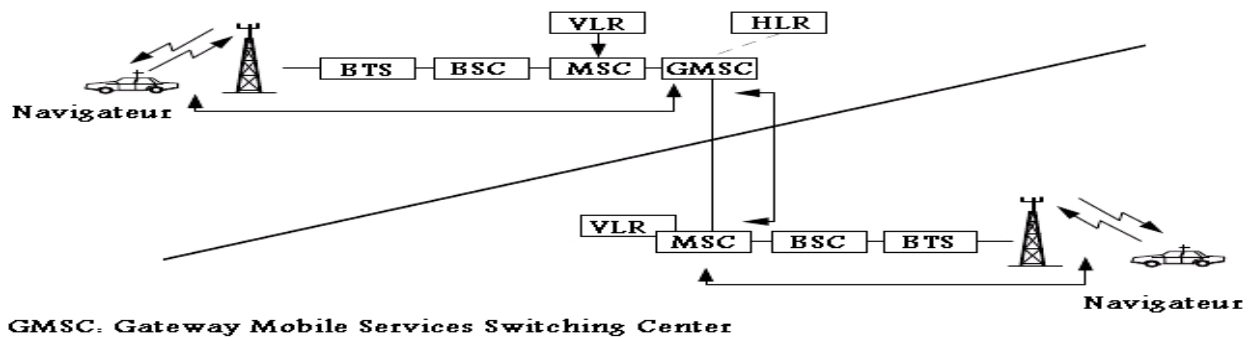 VLR HLR
BTS BSC MSC GMSC
Navigateur
VLR
MSC BSC BTS
Navigateur
GMSC: Gateway Mobile Services Switching Center